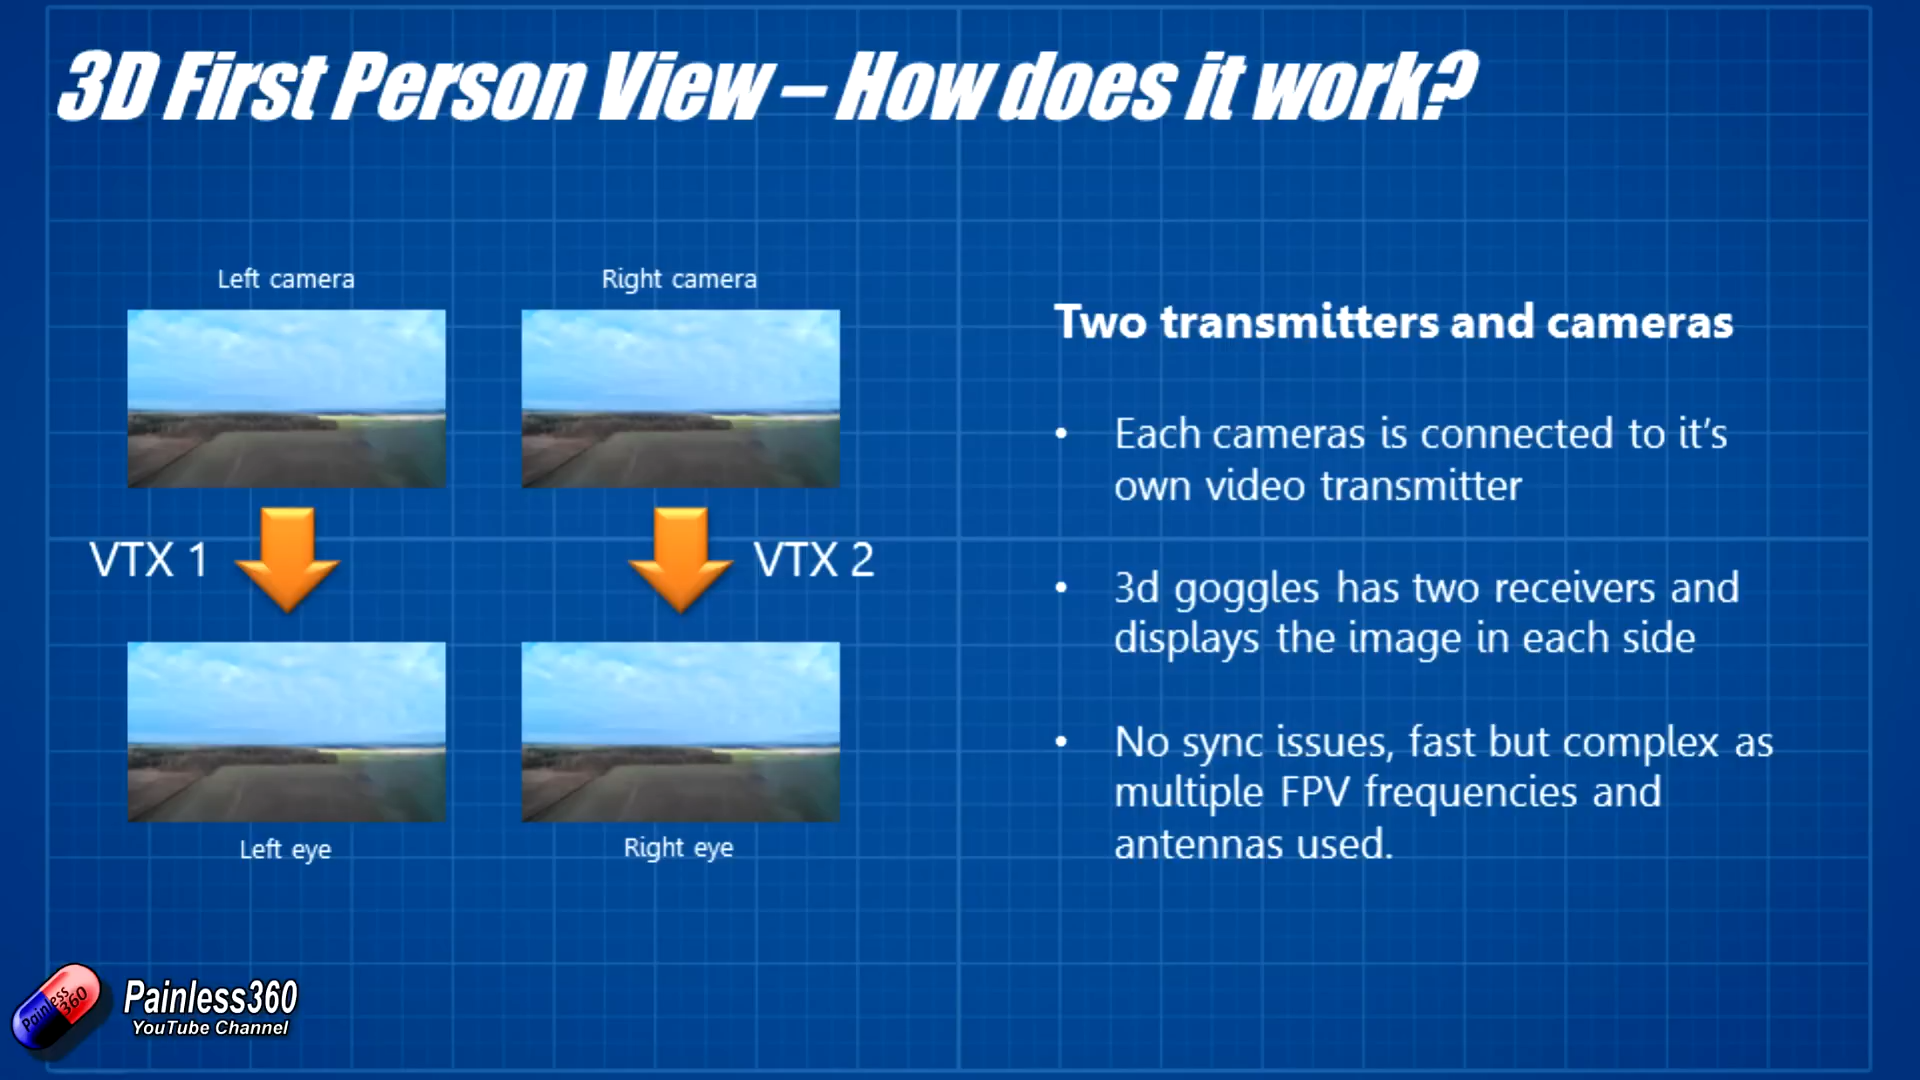 3D First Person View – How does it work?
Left camera
Right camera
VTX 1
VTX 2
Left eye
Right eye
Two transmitters and cameras
• Each cameras is connected to it’s
own video transmitter
• 3d goggles has two receivers and
displays the image in each side
• No sync issues, fast but complex as
multiple FPV frequencies and
antennas used.
Painless
360
Painless360
YouTube Channel